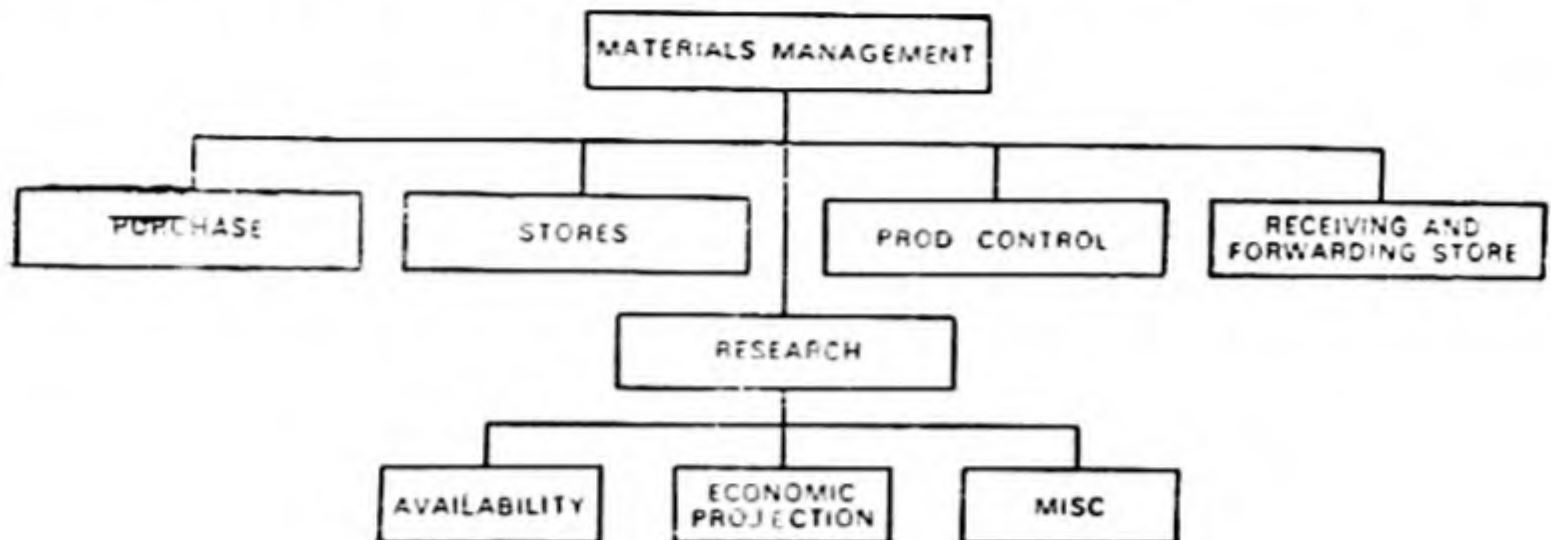 MATERIALS MANAGEMENT
PURCHASE
STORES
PROD CONTROL
RECEIVING AND
FORWARDING STORE
RESEARCH
AVAILABILITY
ECONOMIC
PROJECTION
MISC